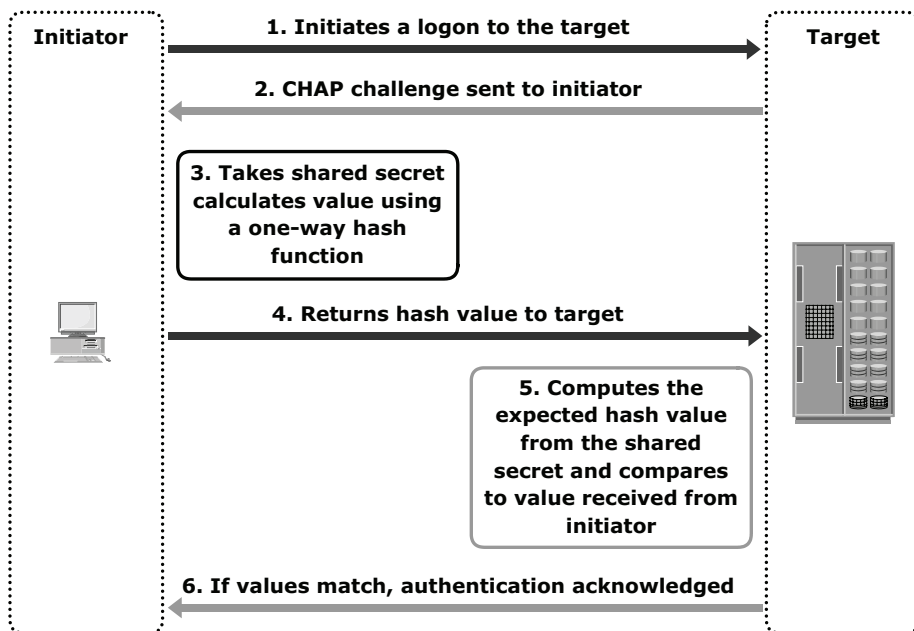 Initiator
1. Initiates a logon to the target
Target
2. CHAP challenge sent to initiator
3. Takes shared secret
calculates value using
a one-way hash
function
4. Returns hash value to target
5. Computes the
expected hash value
from the shared
secret and compares
to value received from
initiator
6. If values match, authentication acknowledged